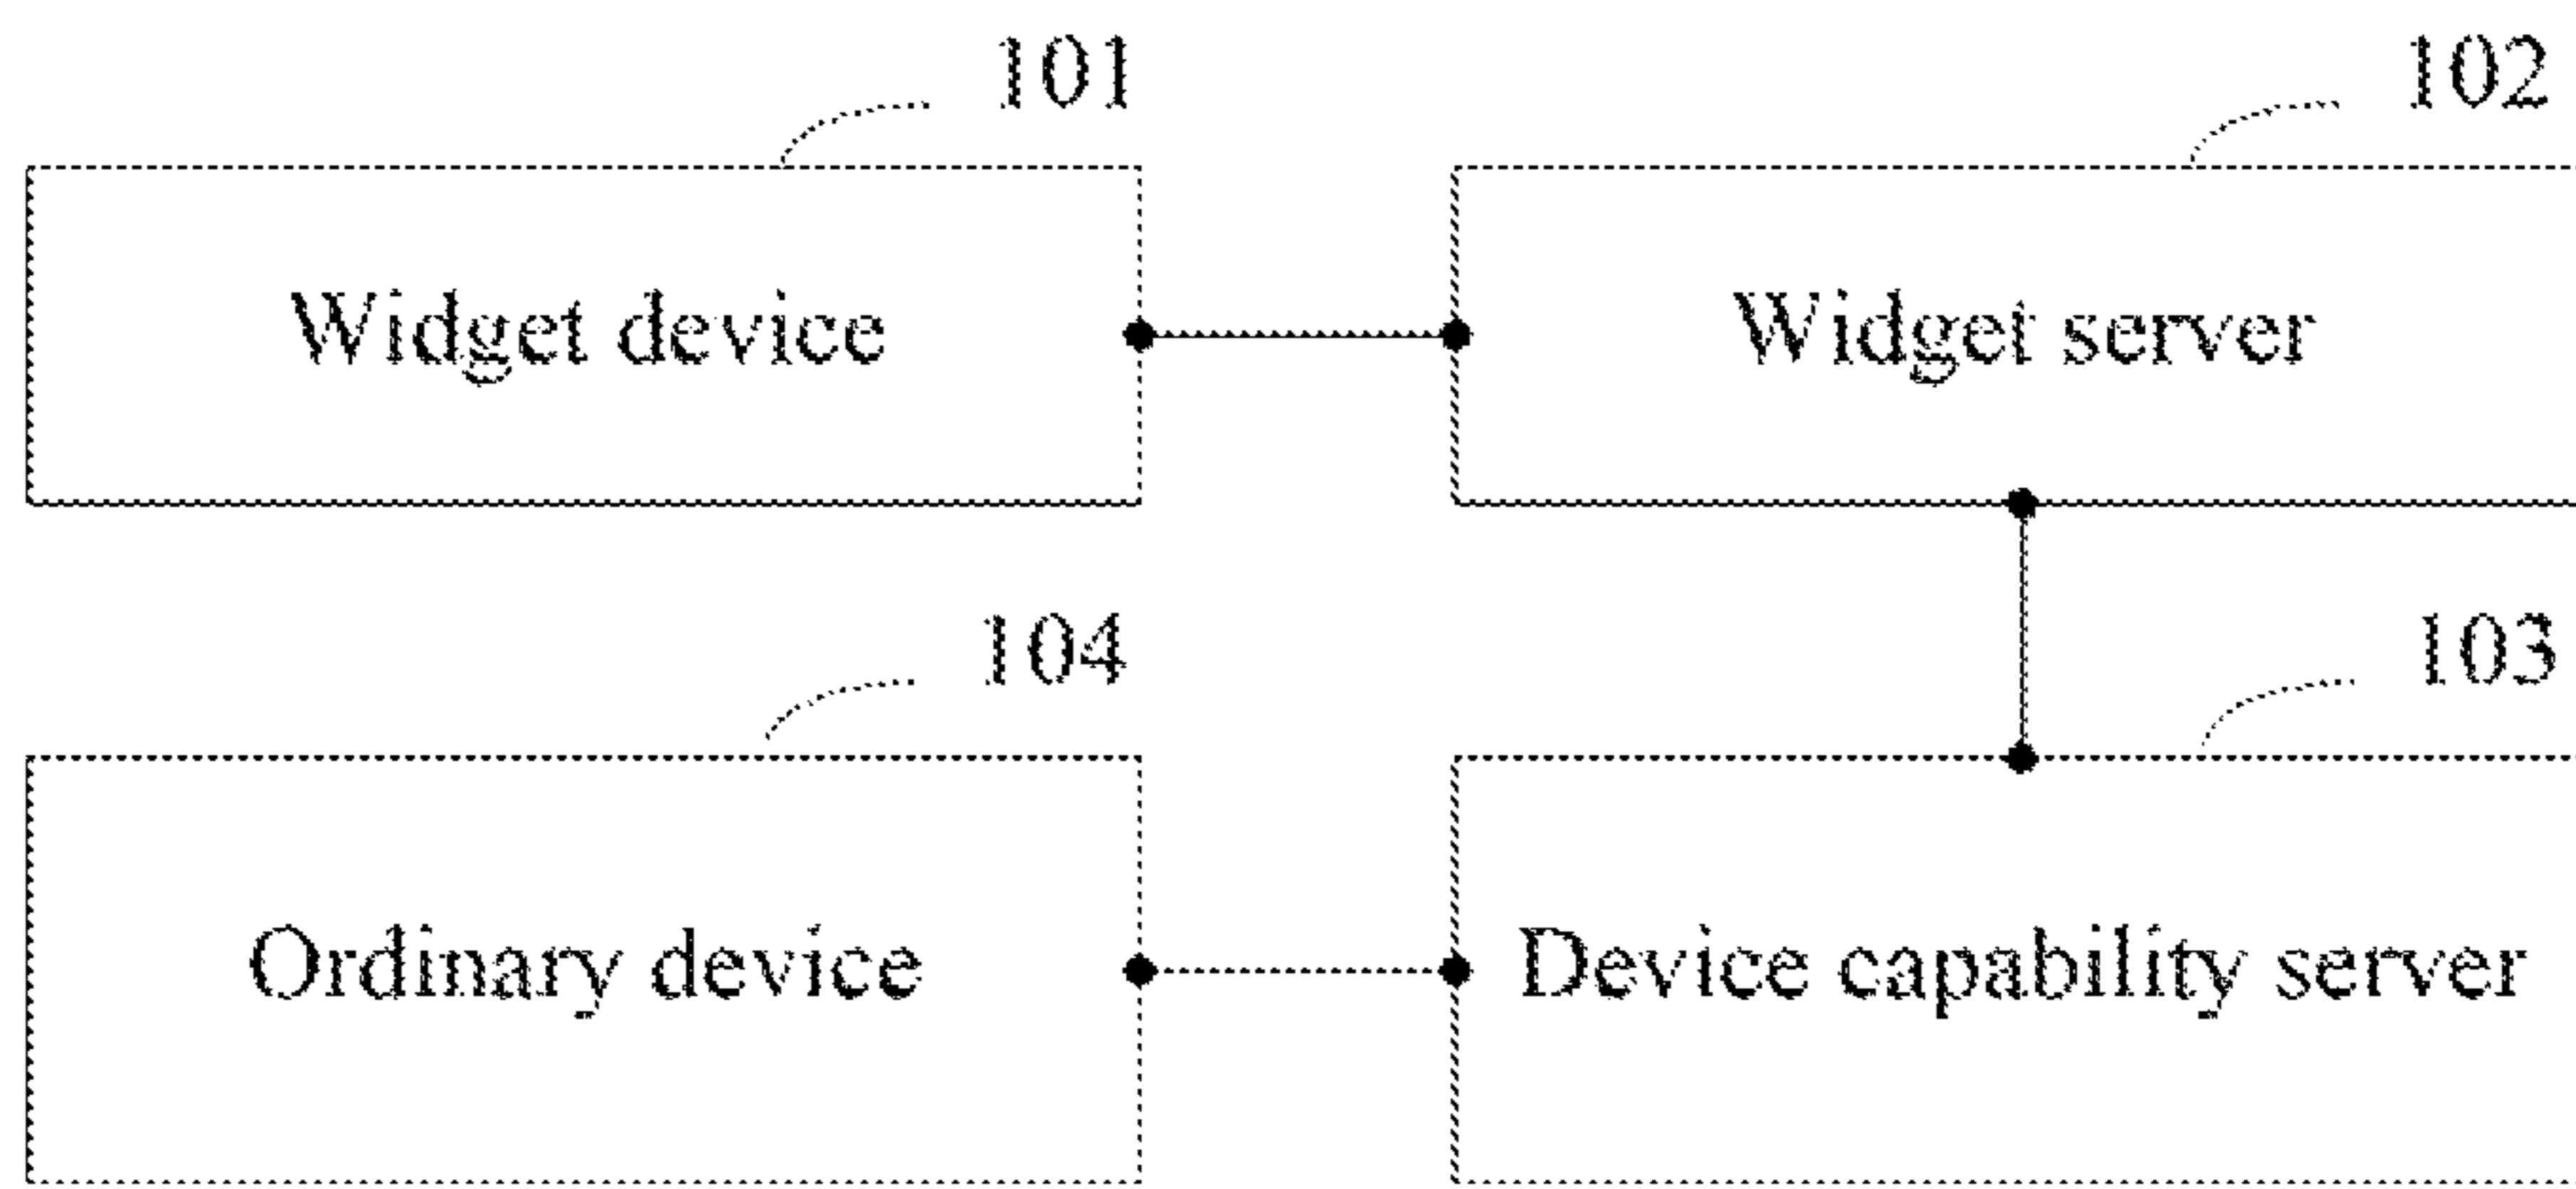 101
102
Widget device
Widget server
104
103
Ordinary device
Device capability server